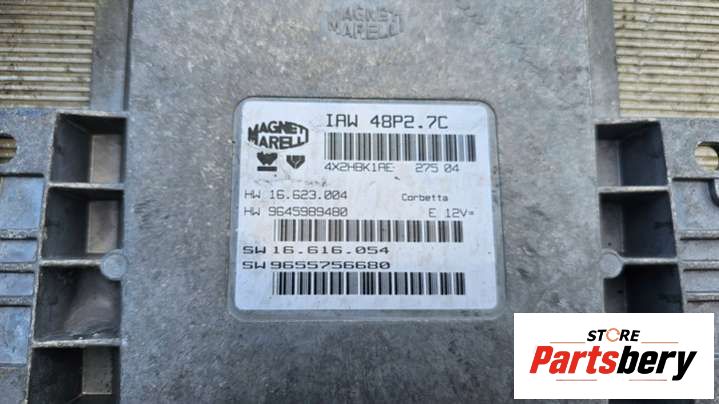 MAGNETI
MARELLI
MAGNETI
MARELLI
IAW 48P2.7C
4X2HBK1AE 275 04
HW 16.623.004 Corbetta
HW 9645989480 E 12V=
SW 16.616.054
SW 9655756680
STORE
Partsbery